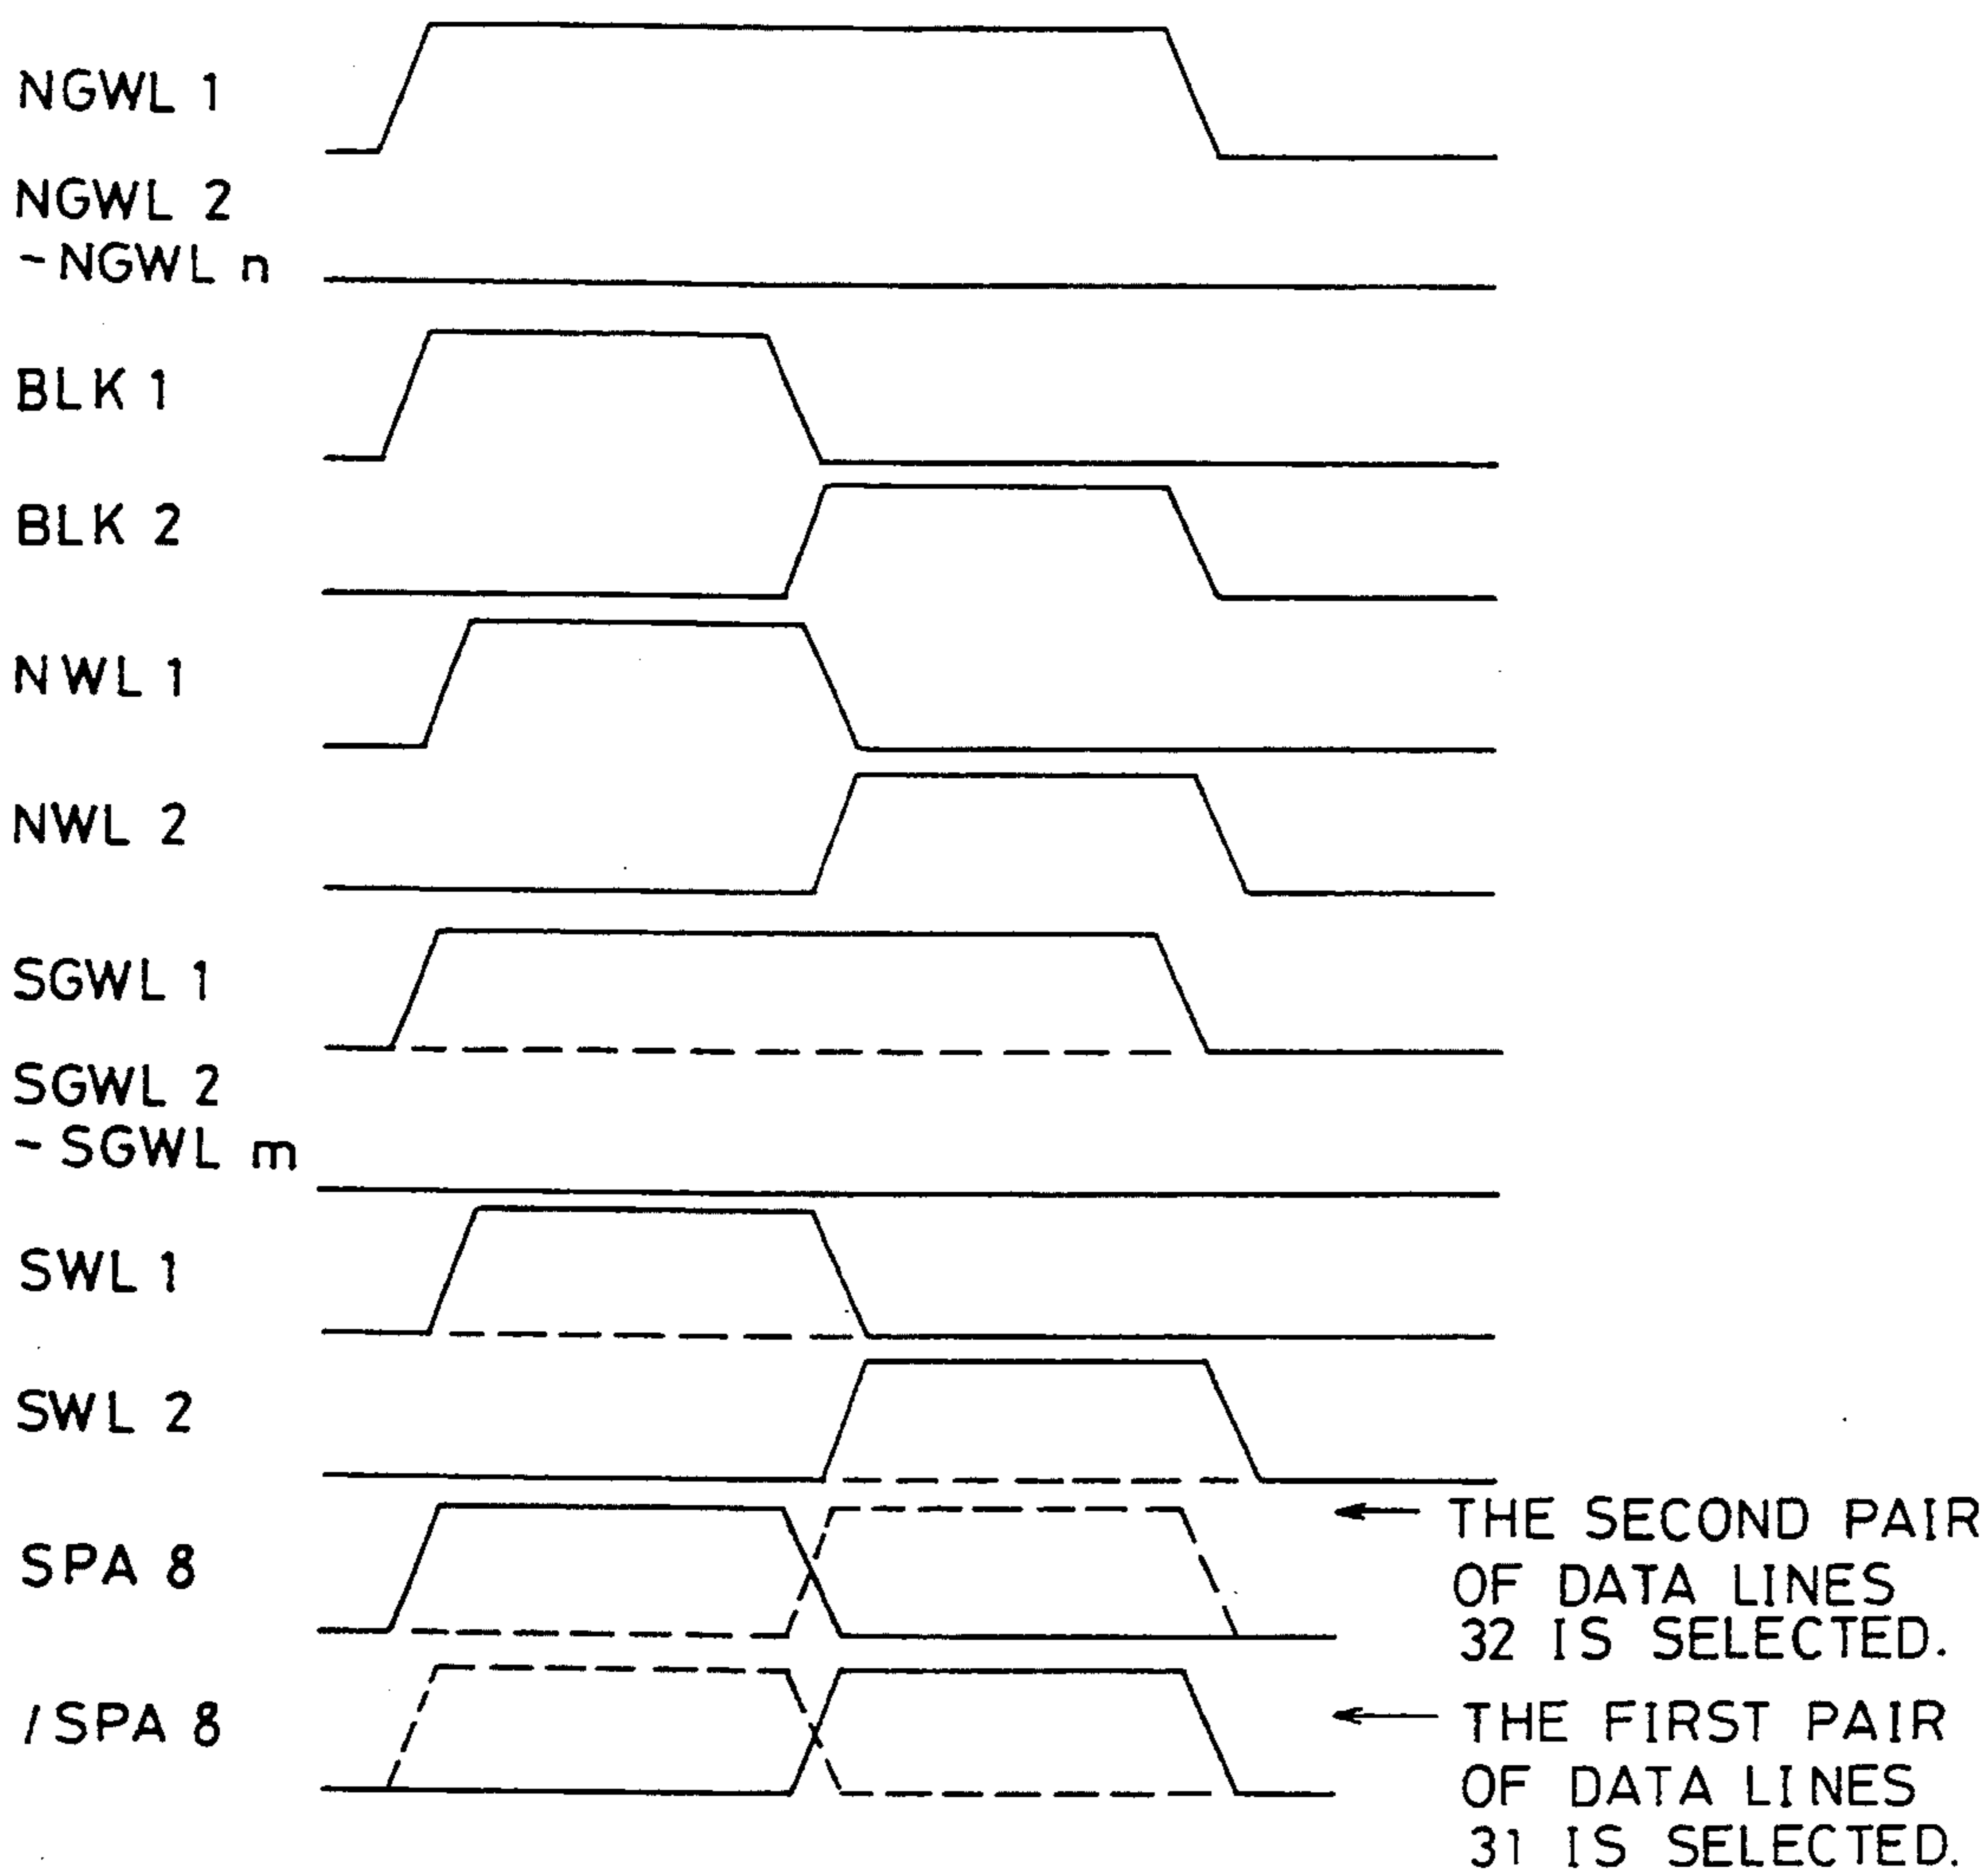 NGWL 1
NGWL 2
~NGWL n
BLK 1
BLK 2
NWL 1
NWL 2
SGWL 1
SGWL 2
~SGWL m
SWL 1
SWL 2
SPA 8
THE SECOND PAIR
OF DATA LINES
32 IS SELECTED.
/SPA 8
THE FIRST PAIR
OF DATA LINES
31 IS SELECTED.